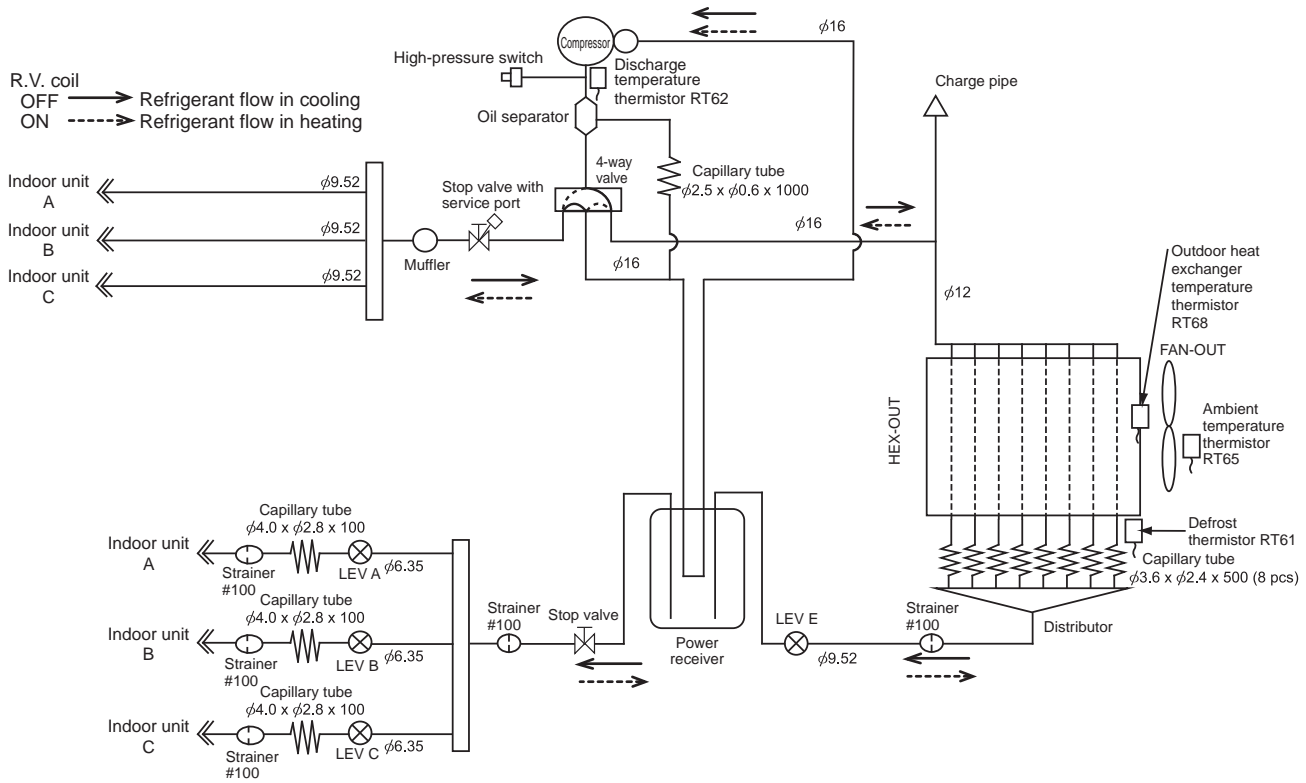 R.V. coil
OFF Refrigerant flow in cooling
ON Refrigerant flow in heating
Compressor
High-pressure switch
Discharge
temperature
thermistor RT62
Oil separator
ϕ16
Charge pipe
4-way
valve
Capillary tube
ϕ2.5 x ϕ0.6 x 1000
Stop valve with
service port
Indoor unit
A
ϕ9.52
Indoor unit
B
ϕ9.52
Indoor unit
C
ϕ9.52
Muffler
ϕ16
ϕ16
ϕ12
Outdoor heat
exchanger
temperature
thermistor
RT68
FAN-OUT
HEX-OUT
Ambient
temperature
thermistor
RT65
Defrost
thermistor RT61
Capillary tube
ϕ3.6 x ϕ2.4 x 500 (8 pcs)
Distributor
Capillary tube
ϕ4.0 x ϕ2.8 x 100
Indoor unit
A
Strainer
#100
LEV A
ϕ6.35
Capillary tube
ϕ4.0 x ϕ2.8 x 100
Indoor unit
B
Strainer
#100
LEV B
ϕ6.35
Capillary tube
ϕ4.0 x ϕ2.8 x 100
Indoor unit
C
Strainer
#100
LEV C
ϕ6.35
Strainer
#100
Stop valve
Power
receiver
LEV E
ϕ9.52
Strainer
#100